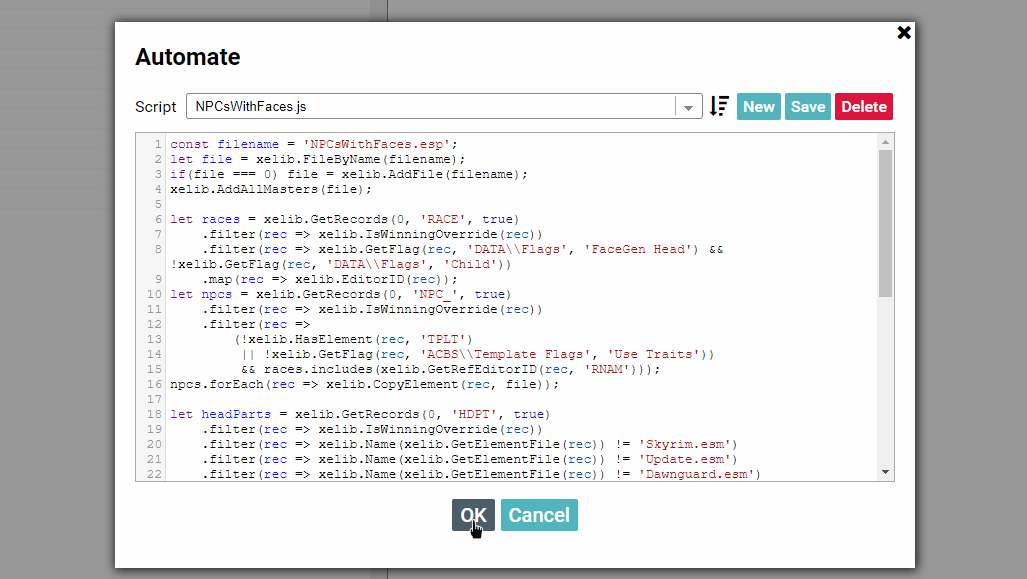 Automate
Script NPCsWithFaces.js New Save Delete
1 const filename = 'NPCsWithFaces.esp';
2 let file = xelib.FileByName(filename);
3 if(file === 0) file = xelib.AddFile(filename);
4 xelib.AddAllMasters(file);
5
6 let races = xelib.GetRecords(0, 'RACE', true)
7     .filter(rec => xelib.IsWinningOverride(rec))
8     .filter(rec => xelib.GetFlag(rec, 'DATA\\Flags', 'FaceGen Head') &&
!xelib.GetFlag(rec, 'DATA\\Flags', 'Child'))
9     .map(rec => xelib.EditorID(rec));
10 let npcs = xelib.GetRecords(0, 'NPC_', true)
11     .filter(rec => xelib.IsWinningOverride(rec))
12     .filter(rec =>
13         (!xelib.HasElement(rec, 'TPLT')
14          || !xelib.GetFlag(rec, 'ACBS\\Template Flags', 'Use Traits'))
15          && races.includes(xelib.GetRefEditorID(rec, 'RNAM')));
16 npcs.forEach(rec => xelib.CopyElement(rec, file));
17
18 let headParts = xelib.GetRecords(0, 'HDPT', true)
19     .filter(rec => xelib.IsWinningOverride(rec))
20     .filter(rec => xelib.Name(xelib.GetElementFile(rec)) != 'Skyrim.esm')
21     .filter(rec => xelib.Name(xelib.GetElementFile(rec)) != 'Update.esm')
22     .filter(rec => xelib.Name(xelib.GetElementFile(rec)) != 'Dawnguard.esm')
OK Cancel